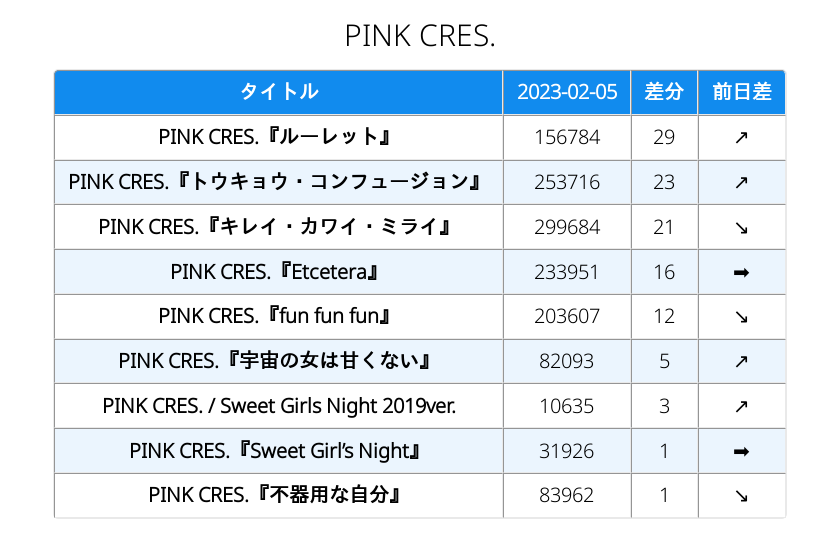 PINK CRES.
タイトル 2023-02-05 差分 前日差
PINK CRES.『ルーレット』 156784 29 ↗
PINK CRES.『トウキョウ・コンフュージョン』 253716 23 ↗
PINK CRES.『キレイ・カワイ・ミライ』 299684 21 ↘
PINK CRES.『Etcetera』 233951 16 ➡
PINK CRES.『fun fun fun』 203607 12 ↘
PINK CRES.『宇宙の女は甘くない』 82093 5 ↗
PINK CRES. / Sweet Girls Night 2019ver. 10635 3 ↗
PINK CRES.『Sweet Girl’s Night』 31926 1 ➡
PINK CRES.『不器用な自分』 83962 1 ↘